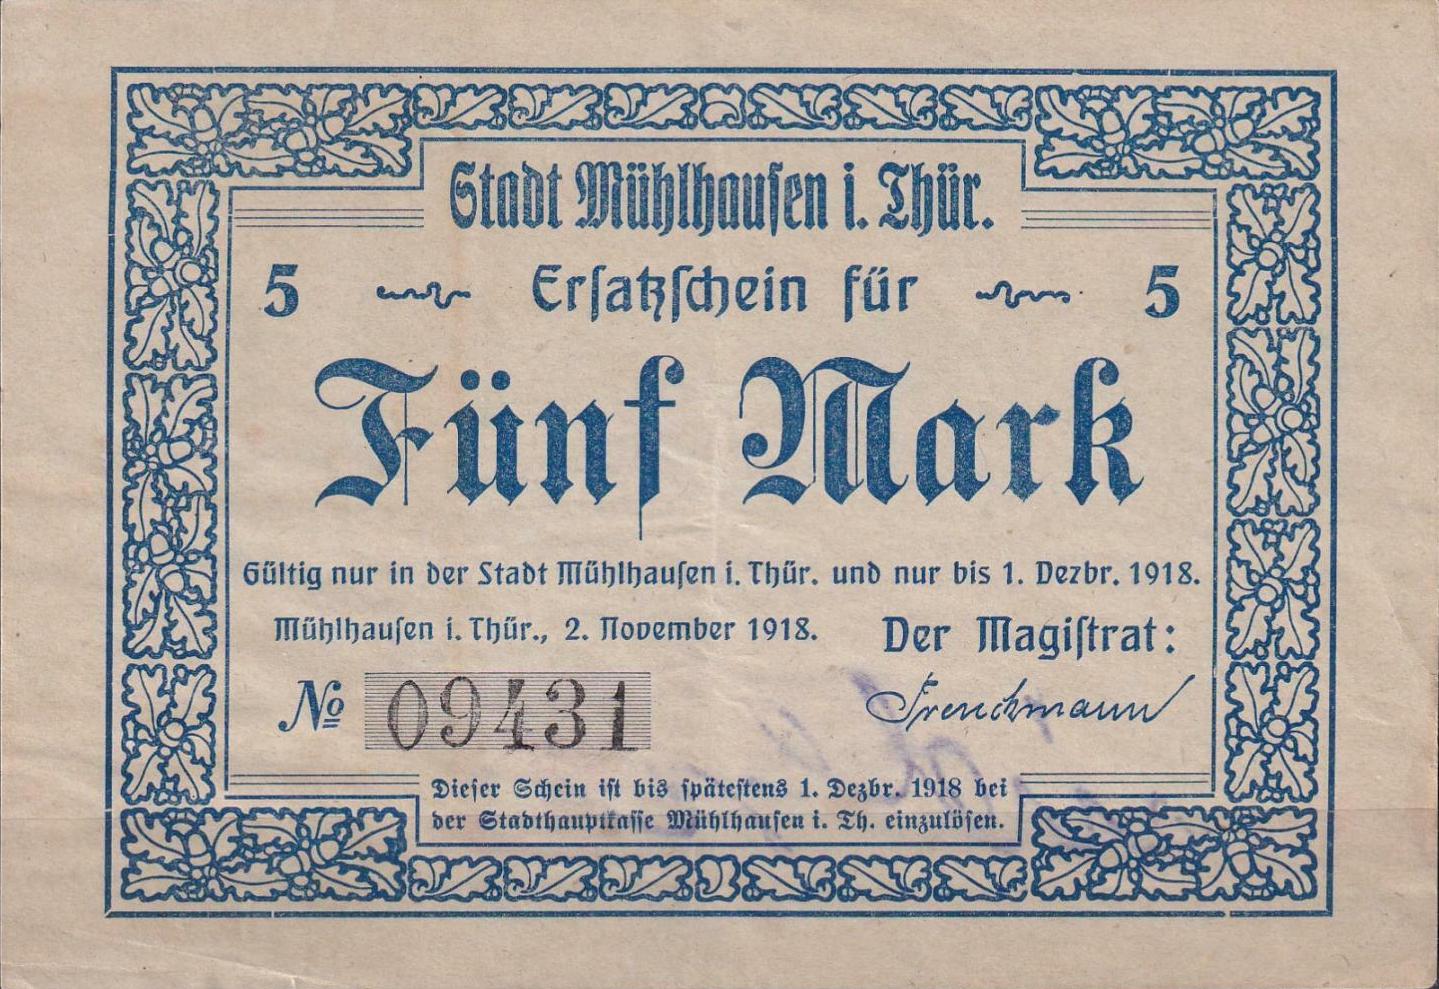 Stadt Mühlhausen i. Thür.
5 Ersatzschein für 5
Fünf Mark
Gültig nur in der Stadt Mühlhausen i. Thür. und nur bis 1. Dezbr. 1918.
Mühlhausen i. Thür., 2. November 1918. Der Magistrat:
No 09431 Trenckmann
Dieser Schein ist bis spätestens 1. Dezbr. 1918 bei
der Stadthauptkasse Mühlhausen i. Th. einzulösen.